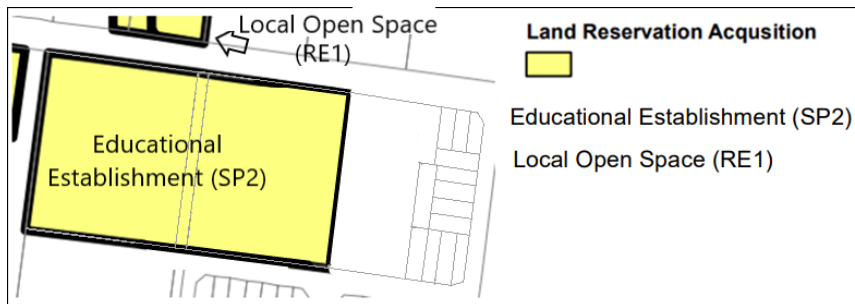 Local Open Space
(RE1)
Educational
Establishment (SP2)
Land Reservation Acqusition
Educational Establishment (SP2)
Local Open Space (RE1)